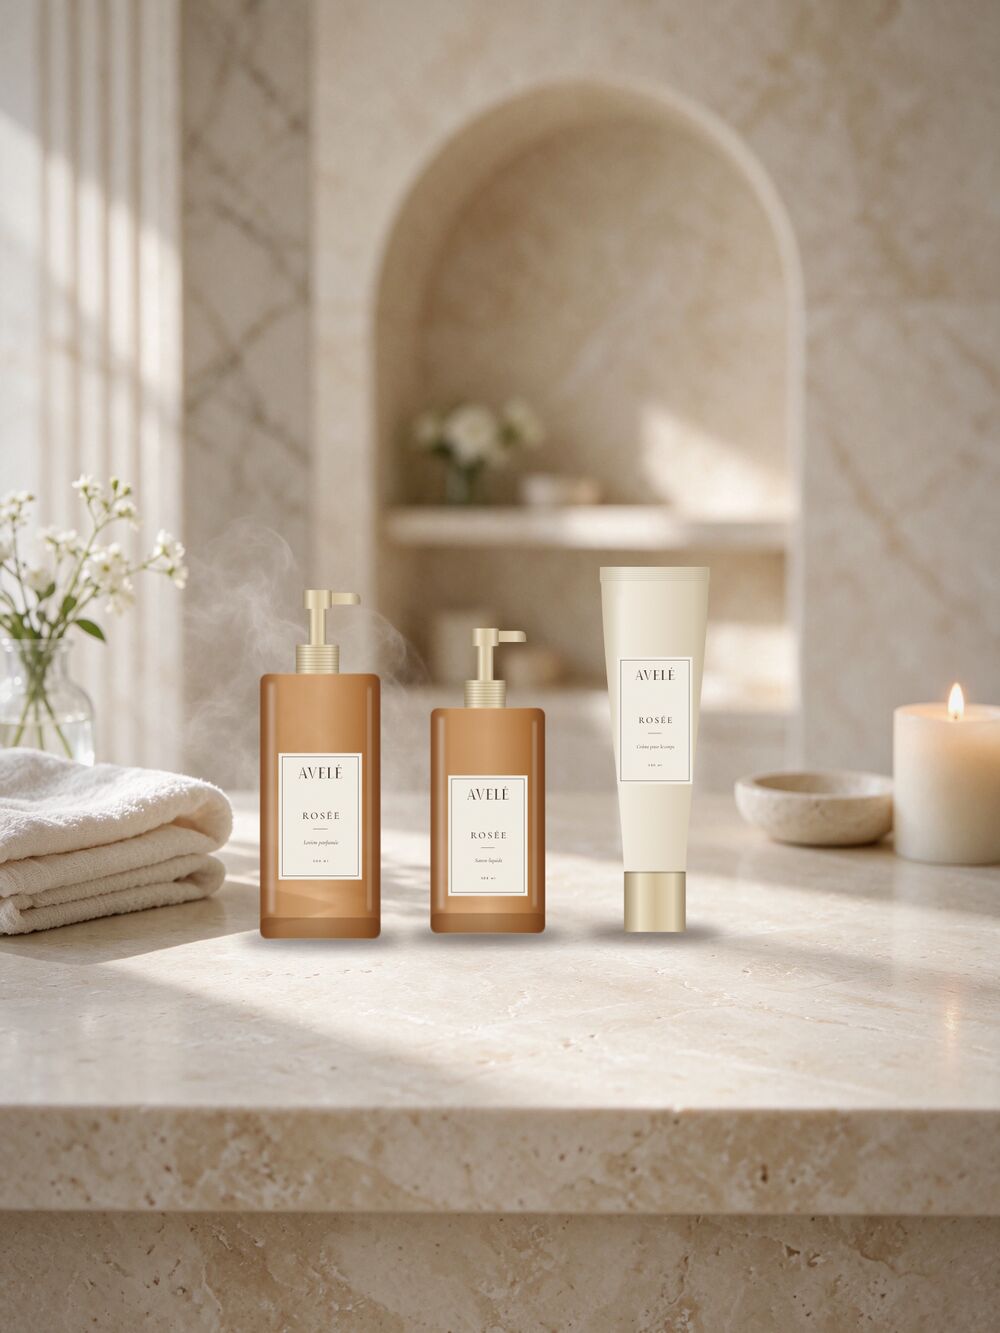 AVELÉ
ROSÉE
Lotion parfumée
AVELÉ
ROSÉE
Savon liquide
AVELÉ
ROSÉE
Crème pour le corps